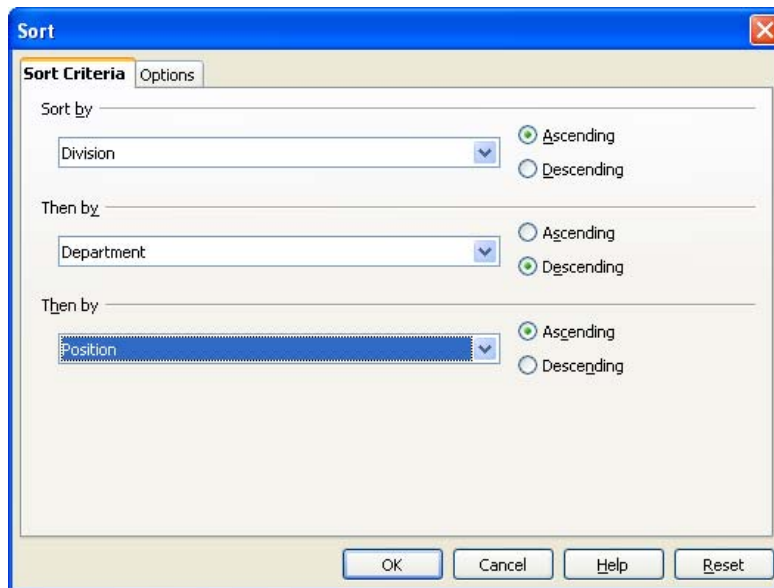 Sort
Sort Criteria Options
Sort by
Division
Ascending
Descending
Then by
Department
Ascending
Descending
Then by
Position
Ascending
Descending
OK Cancel Help Reset